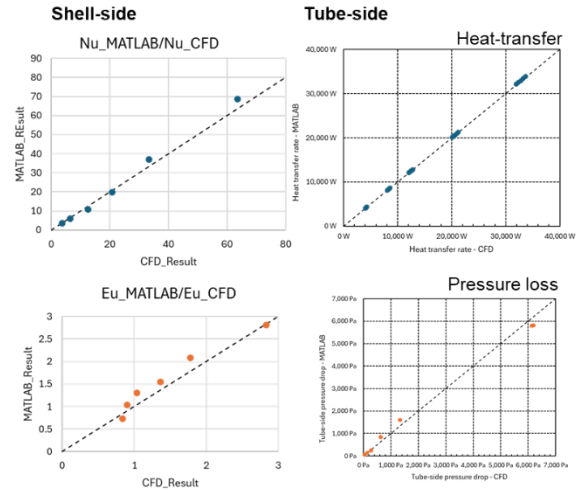 Shell-side
Tube-side
Nu_MATLAB/Nu_CFD
MATLAB_REsult
90
80
70
60
50
40
30
20
10
0
0 20 40 60 80
CFD_Result
Heat-transfer
Heat transfer rate - MATLAB
40,000 W
30,000 W
20,000 W
10,000 W
0 W
0 W 10,000 W 20,000 W 30,000 W 40,000 W
Heat transfer rate - CFD
Eu_MATLAB/Eu_CFD
MATLAB_Result
3
2.5
2
1.5
1
0.5
0
0 1 2 3
CFD_Result
Pressure loss
Tube-side pressure drop - MATLAB
7,000 Pa
6,000 Pa
5,000 Pa
4,000 Pa
3,000 Pa
2,000 Pa
1,000 Pa
0 Pa
0 Pa 1,000 Pa 2,000 Pa 3,000 Pa 4,000 Pa 5,000 Pa 6,000 Pa 7,000 Pa
Tube-side pressure drop - CFD